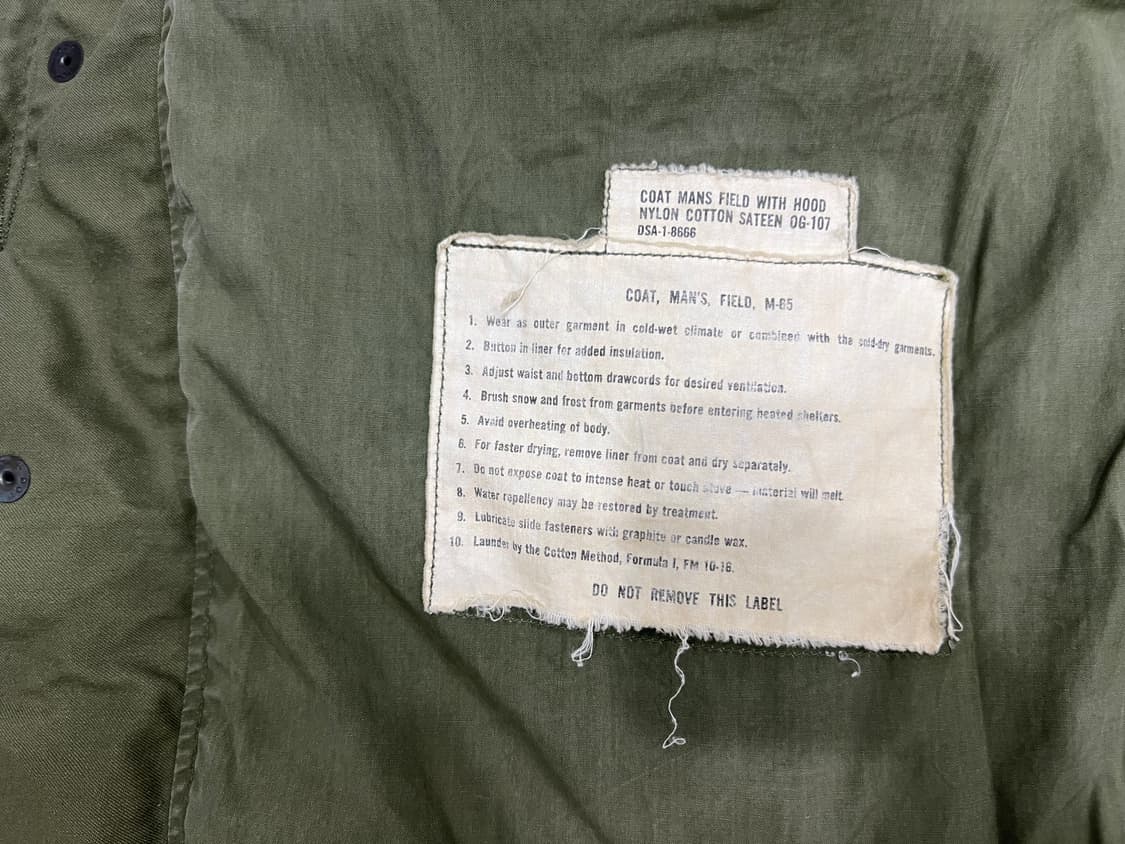 COAT MANS FIELD WITH HOOD
NYLON COTTON SATEEN OG-107
DSA-1-8666
COAT, MAN'S, FIELD, M-65
1. Wear as outer garment in cold-wet climate or combined with the cold-dry garments.
2. Button in liner for added insulation.
3. Adjust waist and bottom drawcords for desired ventilation.
4. Brush snow and frost from garments before entering heated shelters.
5. Avoid overheating of body.
6. For faster drying, remove liner from coat and dry separately.
7. Do not expose coat to intense heat or touch stove — material will melt.
8. Water repellency may be restored by treatment.
9. Lubricate slide fasteners with graphite or candle wax.
10. Launder by the Cotton Method, Formula I, FM 10-16.
DO NOT REMOVE THIS LABEL